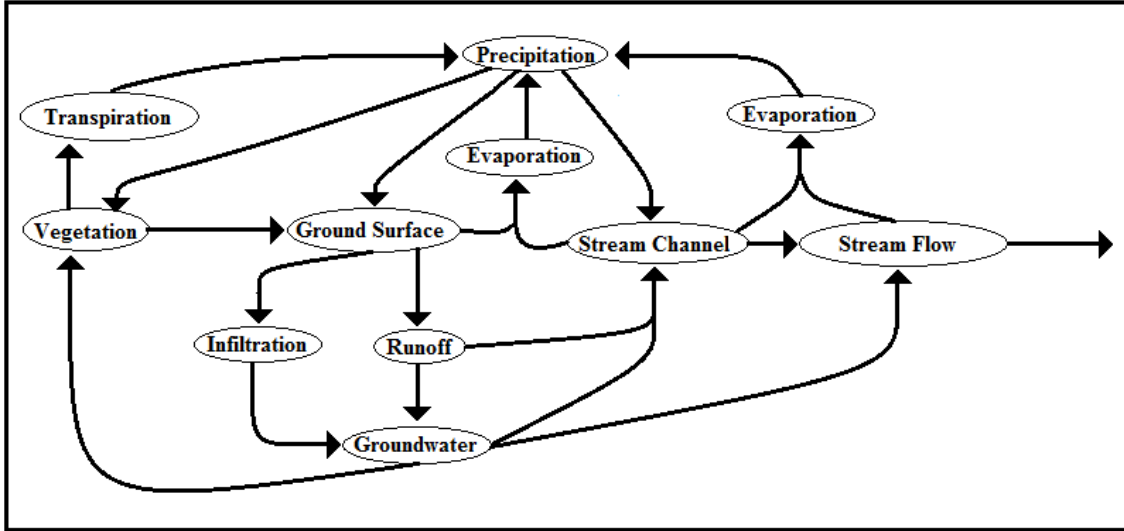 Precipitation
Transpiration
Evaporation
Evaporation
Vegetation
Ground Surface
Stream Channel
Stream Flow
Infiltration
Runoff
Groundwater